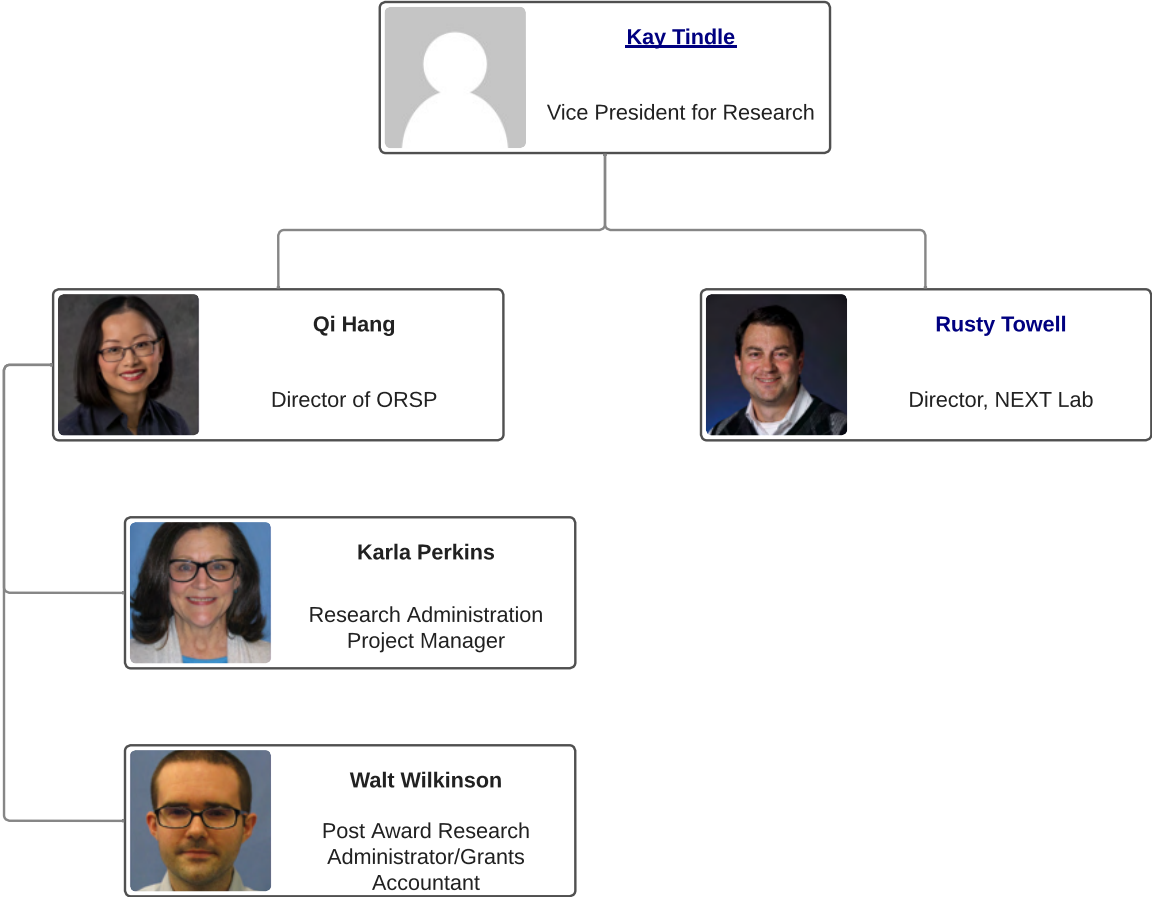 Kay Tindle
Vice President for Research
Qi Hang
Director of ORSP
Rusty Towell
Director, NEXT Lab
Karla Perkins
Research Administration
Project Manager
Walt Wilkinson
Post Award Research
Administrator/Grants
Accountant